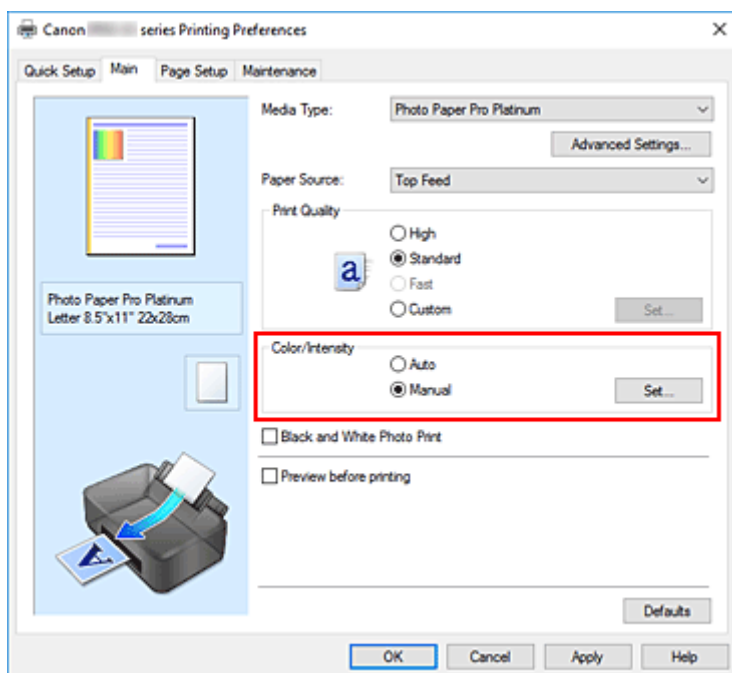 Canon series Printing Preferences
Quick Setup Main Page Setup Maintenance
Media Type: Photo Paper Pro Platinum
Advanced Settings...
Paper Source: Top Feed
Print Quality
High
a Standard
Fast
Custom Set...
Photo Paper Pro Platinum
Letter 8.5"x11" 22x28cm
Color/Intensity
Auto
Manual Set...
Black and White Photo Print
Preview before printing
A
Defaults
OK Cancel Apply Help